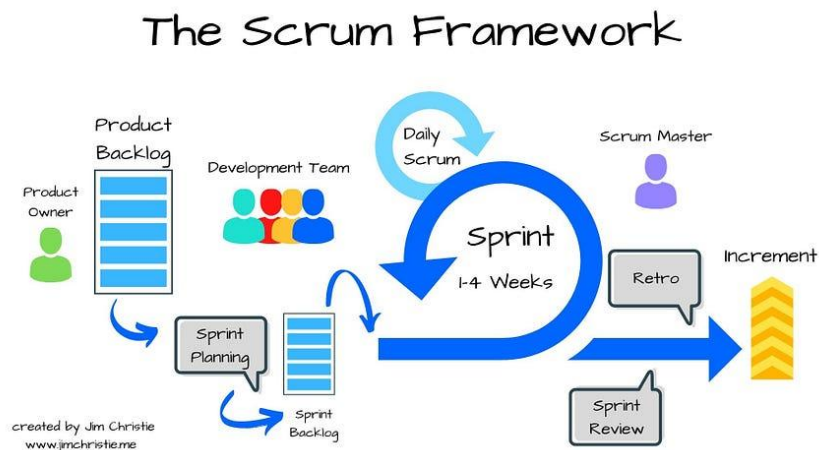 The Scrum Framework
Product
Backlog
Product
Owner
Development Team
Daily
Scrum
Scrum Master
Sprint
1-4 Weeks
Retro
Increment
Sprint
Planning
Sprint
Backlog
Sprint
Review
created by Jim Christie
www.jimchristie.me